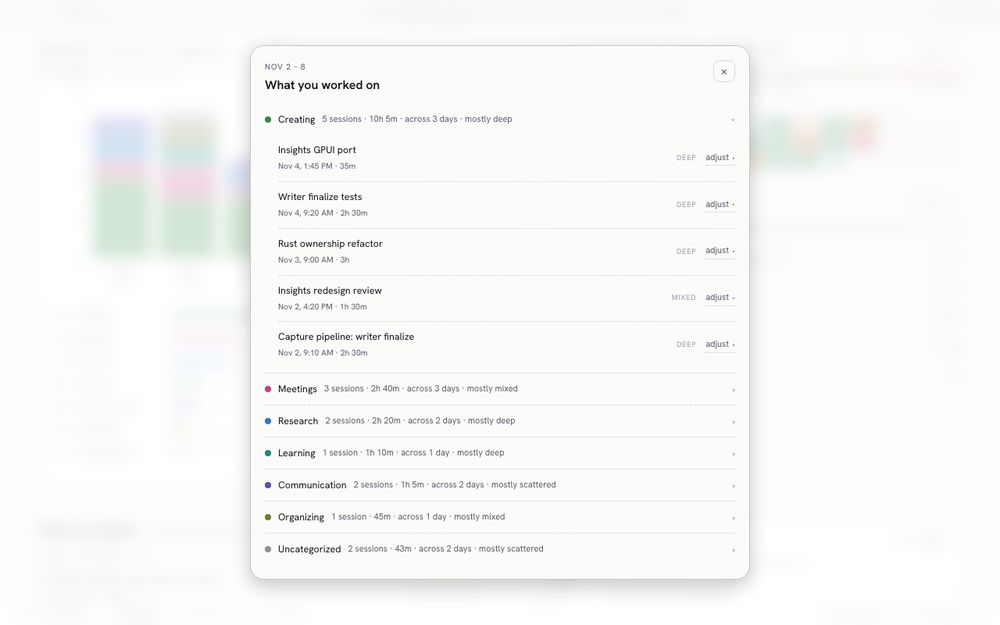 NOV 2 - 8
What you worked on
×
Creating 5 sessions · 10h 5m · across 3 days · mostly deep
Insights GPUI port
Nov 4, 1:45 PM · 35m
DEEP adjust
Writer finalize tests
Nov 4, 9:20 AM · 2h 30m
DEEP adjust
Rust ownership refactor
Nov 3, 9:00 AM · 3h
DEEP adjust
Insights redesign review
Nov 2, 4:20 PM · 1h 30m
MIXED adjust
Capture pipeline: writer finalize
Nov 2, 9:10 AM · 2h 30m
DEEP adjust
Meetings 3 sessions · 2h 40m · across 3 days · mostly mixed
Research 2 sessions · 2h 20m · across 2 days · mostly deep
Learning 1 session · 1h 10m · across 1 day · mostly deep
Communication 2 sessions · 1h 5m · across 2 days · mostly scattered
Organizing 1 session · 45m · across 1 day · mostly mixed
Uncategorized 2 sessions · 43m · across 2 days · mostly scattered